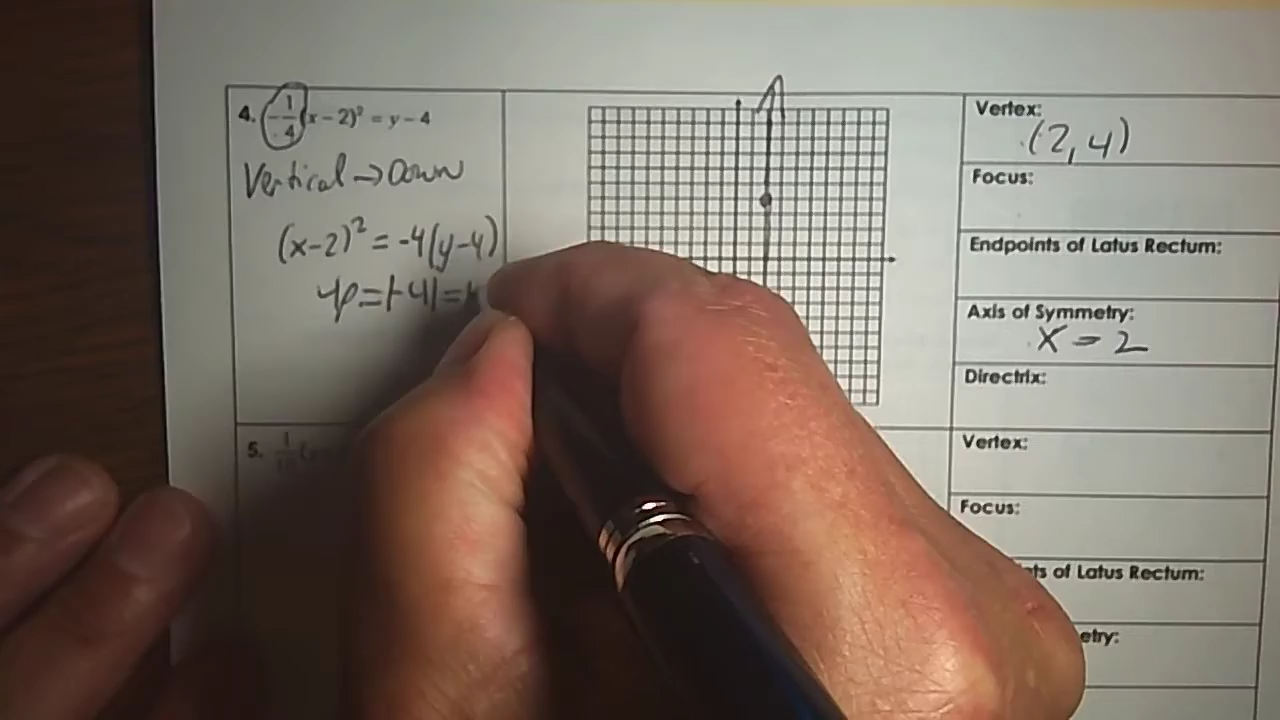 4. -1/4 (x − 2)² = y − 4
Vertical → Down
(x-2)² = -4(y-4)
4p = |-4| =
5. 1
Vertex:
(2, 4)
Focus:
Endpoints of Latus Rectum:
Axis of Symmetry:
x = 2
Directrix:
Vertex:
Focus:
of Latus Rectum: